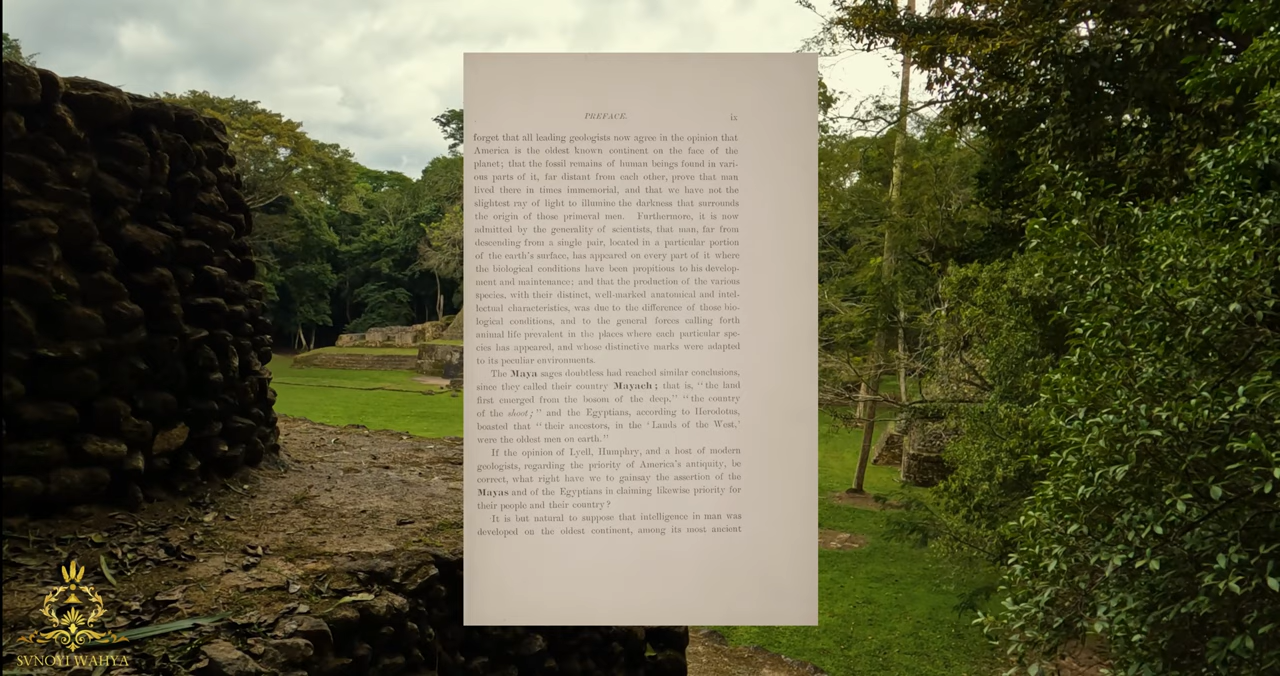 PREFACE. ix
forget that all leading geologists now agree in the opinion that
America is the oldest known continent on the face of the
planet; that the fossil remains of human beings found in vari-
ous parts of it, far distant from each other, prove that man
lived there in times immemorial, and that we have not the
slightest ray of light to illumine the darkness that surrounds
the origin of those primeval men. Furthermore, it is now
admitted by the generality of scientists, that man, far from
descending from a single pair, located in a particular portion
of the earth's surface, has appeared on every part of it where
the biological conditions have been propitious to his develop-
ment and maintenance; and that the production of the various
species, with their distinct, well-marked anatomical and intel-
lectual characteristics, was due to the difference of those bio-
logical conditions, and to the general forces calling forth
animal life prevalent in the places where each particular spe-
cies has appeared, and whose distinctive marks were adapted
to its peculiar environments.
The Maya sages doubtless had reached similar conclusions,
since they called their country Mayach; that is, "the land
first emerged from the bosom of the deep," "the country
of the shoot;" and the Egyptians, according to Herodotus,
boasted that "their ancestors, in the 'Lands of the West,'
were the oldest men on earth."
If the opinion of Lyell, Humphry, and a host of modern
geologists, regarding the priority of America's antiquity, be
correct, what right have we to gainsay the assertion of the
Mayas and of the Egyptians in claiming likewise priority for
their people and their country?
It is but natural to suppose that intelligence in man was
developed on the oldest continent, among its most ancient
SVNOYI WAHYA